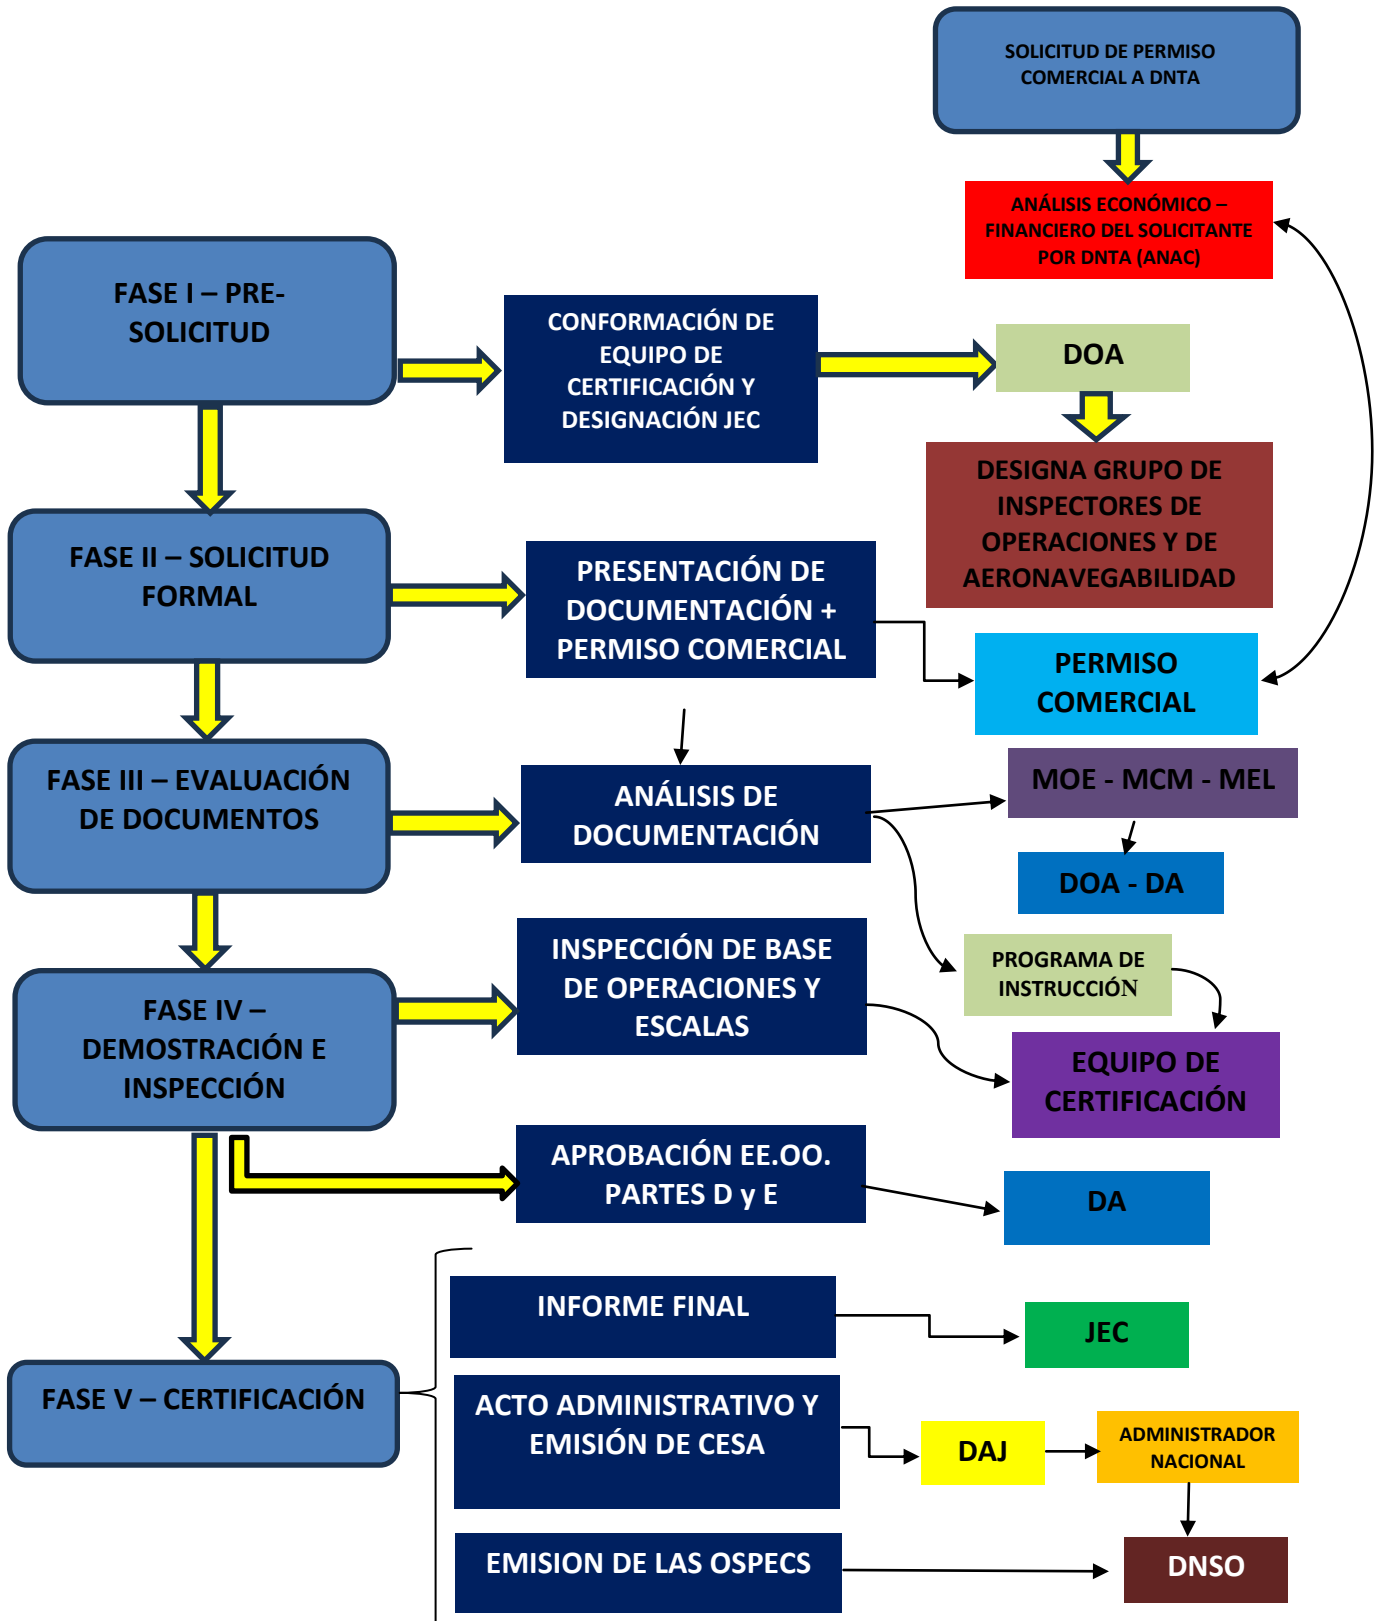 SOLICITUD DE PERMISO
COMERCIAL A DNTA
ANÁLISIS ECONÓMICO –
FINANCIERO DEL SOLICITANTE
POR DNTA (ANAC)
FASE I – PRE-
SOLICITUD
CONFORMACIÓN DE
EQUIPO DE
CERTIFICACIÓN Y
DESIGNACIÓN JEC
DOA
DESIGNA GRUPO DE
INSPECTORES DE
OPERACIONES Y DE
AERONAVEGABILIDAD
FASE II – SOLICITUD
FORMAL
PRESENTACIÓN DE
DOCUMENTACIÓN +
PERMISO COMERCIAL
PERMISO
COMERCIAL
FASE III – EVALUACIÓN
DE DOCUMENTOS
ANÁLISIS DE
DOCUMENTACIÓN
MOE - MCM - MEL
DOA - DA
PROGRAMA DE
INSTRUCCIÓN
FASE IV –
DEMOSTRACIÓN E
INSPECCIÓN
INSPECCIÓN DE BASE
DE OPERACIONES Y
ESCALAS
EQUIPO DE
CERTIFICACIÓN
APROBACIÓN EE.OO.
PARTES D y E
DA
FASE V – CERTIFICACIÓN
INFORME FINAL
JEC
ACTO ADMINISTRATIVO Y
EMISIÓN DE CESA
DAJ
ADMINISTRADOR
NACIONAL
EMISION DE LAS OSPECS
DNSO